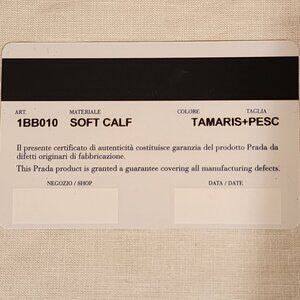 ART. MATERIALE COLORE TAGLIA
1BB010 SOFT CALF TAMARIS+PESC
Il presente certificato di autenticità costituisce garanzia del prodotto Prada da
difetti originari di fabbricazione.
This Prada product is granted a guarantee covering all manufacturing defects.
NEGOZIO / SHOP DATA / DATE